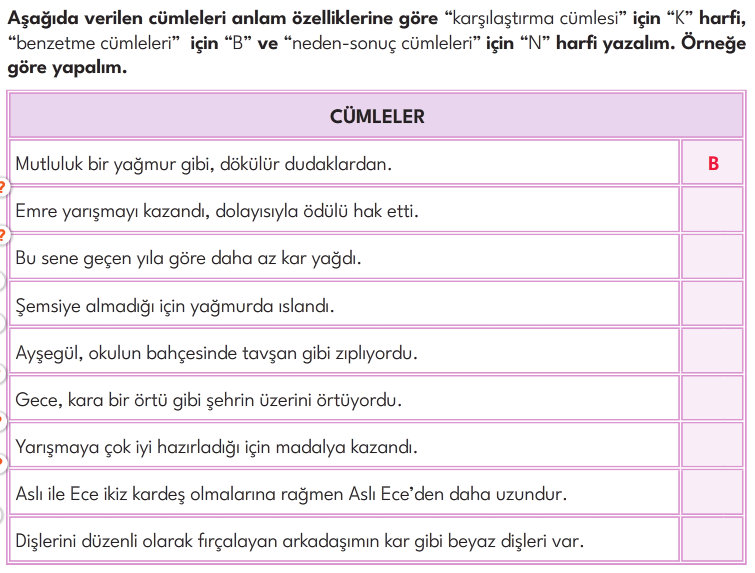 Aşağıda verilen cümleleri anlam özelliklerine göre “karşılaştırma cümlesi” için “K” harfi,
“benzetme cümleleri” için “B” ve “neden-sonuç cümleleri” için “N” harfi yazalım. Örneğe
göre yapalım.
CÜMLELER
Mutluluk bir yağmur gibi, dökülür dudaklardan. B
Emre yarışmayı kazandı, dolayısıyla ödülü hak etti.
Bu sene geçen yıla göre daha az kar yağdı.
Şemsiye almadığı için yağmurda ıslandı.
Ayşegül, okulun bahçesinde tavşan gibi zıplıyordu.
Gece, kara bir örtü gibi şehrin üzerini örtüyordu.
Yarışmaya çok iyi hazırladığı için madalya kazandı.
Aslı ile Ece ikiz kardeş olmalarına rağmen Aslı Ece’den daha uzundur.
Dişlerini düzenli olarak fırçalayan arkadaşımın kar gibi beyaz dişleri var.